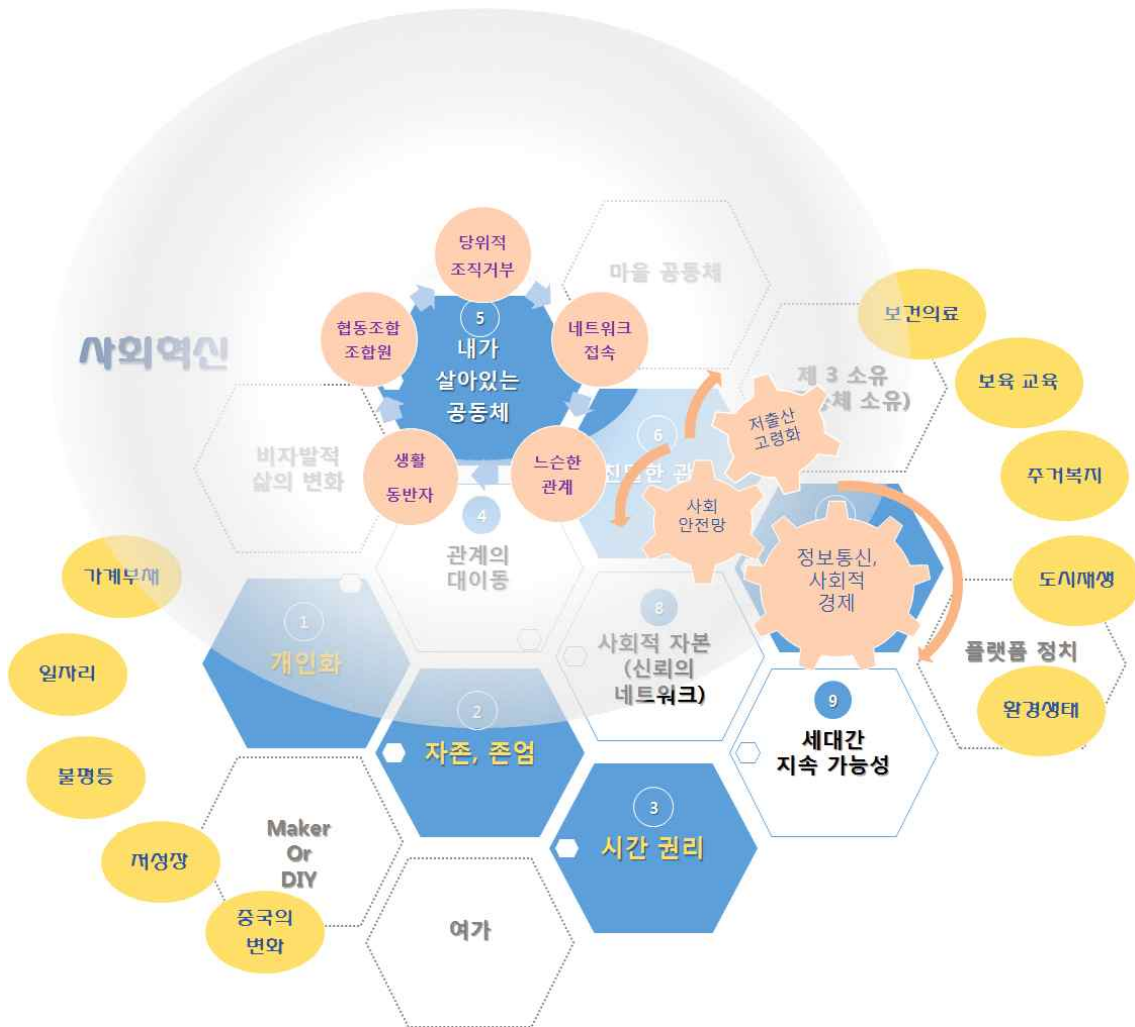 당위적
조직거부
마을 공동체
보건의료
사회혁신
협동조합
조합원
5
내가
살아있는
공동체
네트워크
접속
제 3 소유
소유)
보육 교육
저출산
고령화
비자발적
삶의 변화
생활
동반자
느슨한
관계
6
주거복지
사회
안전망
4
관계의
대이동
정보통신,
사회적
경제
가계부채
도시재생
1
개인화
8
사회적 자본
(신뢰의
네트워크)
플랫폼 정치
일자리
환경생태
2
자존, 존엄
9
세대간
지속 가능성
불평등
3
시간 권리
Maker
Or
DIY
저성장
중국의
변화
여가